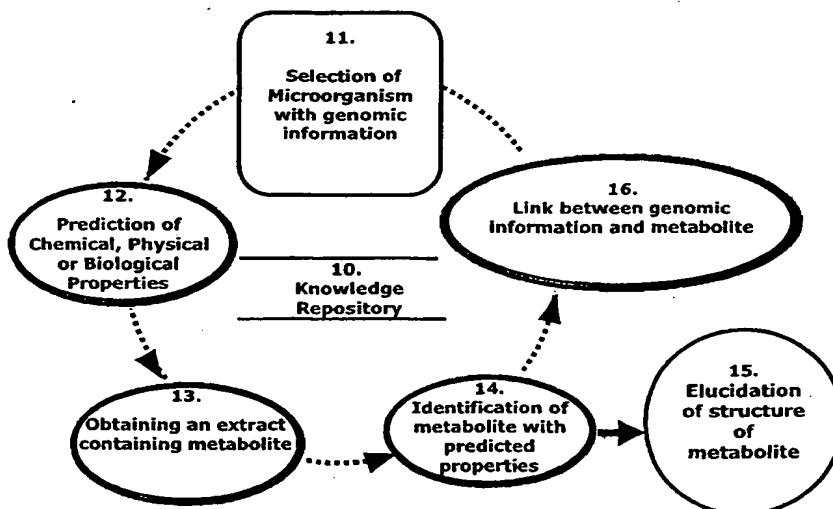 11.
Selection of
Microorganism
with genomic
information
12.
Prediction of
Chemical, Physical
or Biological
Properties
16.
Link between genomic
information and metabolite
10.
Knowledge
Repository
13.
Obtaining an extract
containing metabolite
14.
Identification of
metabolite with
predicted
properties
15.
Elucidation
of structure
of
metabolite